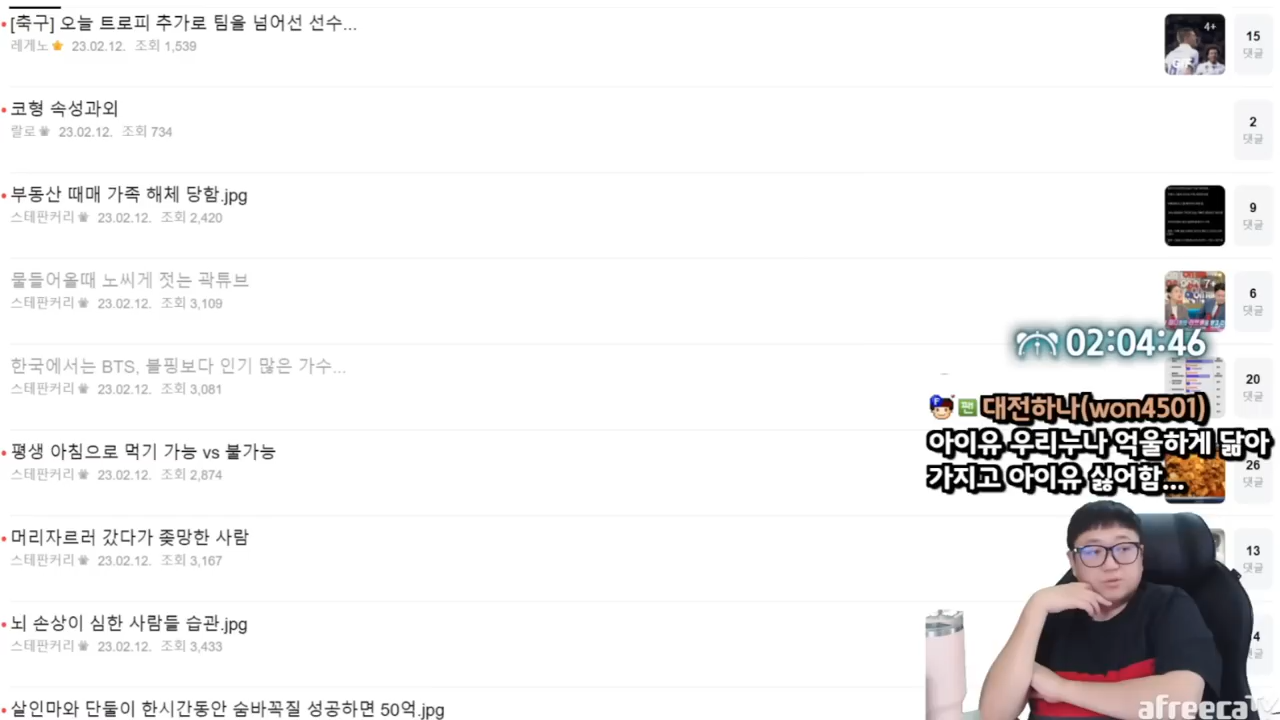 [축구] 오늘 트로피 추가로 팀을 넘어선 선수...
레게노 23.02.12. 조회 1,539
4+
GIF
15
댓글
코형 속성과외
랄로 23.02.12. 조회 734
2
댓글
부동산 때매 가족 해체 당함.jpg
스테판커리 23.02.12. 조회 2,420
9
댓글
물들어올때 노씨게 젓는 곽튜브
스테판커리 23.02.12. 조회 3,109
7+
6
댓글
02:04:46
한국에서는 BTS, 블핑보다 인기 많은 가수...
스테판커리 23.02.12. 조회 3,081
20
댓글
팬 대전하나(won4501)
아이유 우리누나 억울하게 닮아
가지고 아이유 싫어함...
평생 아침으로 먹기 가능 vs 불가능
스테판커리 23.02.12. 조회 2,874
26
댓글
머리자르러 갔다가 좆망한 사람
스테판커리 23.02.12. 조회 3,167
13
댓글
뇌 손상이 심한 사람들 습관.jpg
스테판커리 23.02.12. 조회 3,433
4
살인마와 단둘이 한시간동안 숨바꼭질 성공하면 50억.jpg
afreecaTV